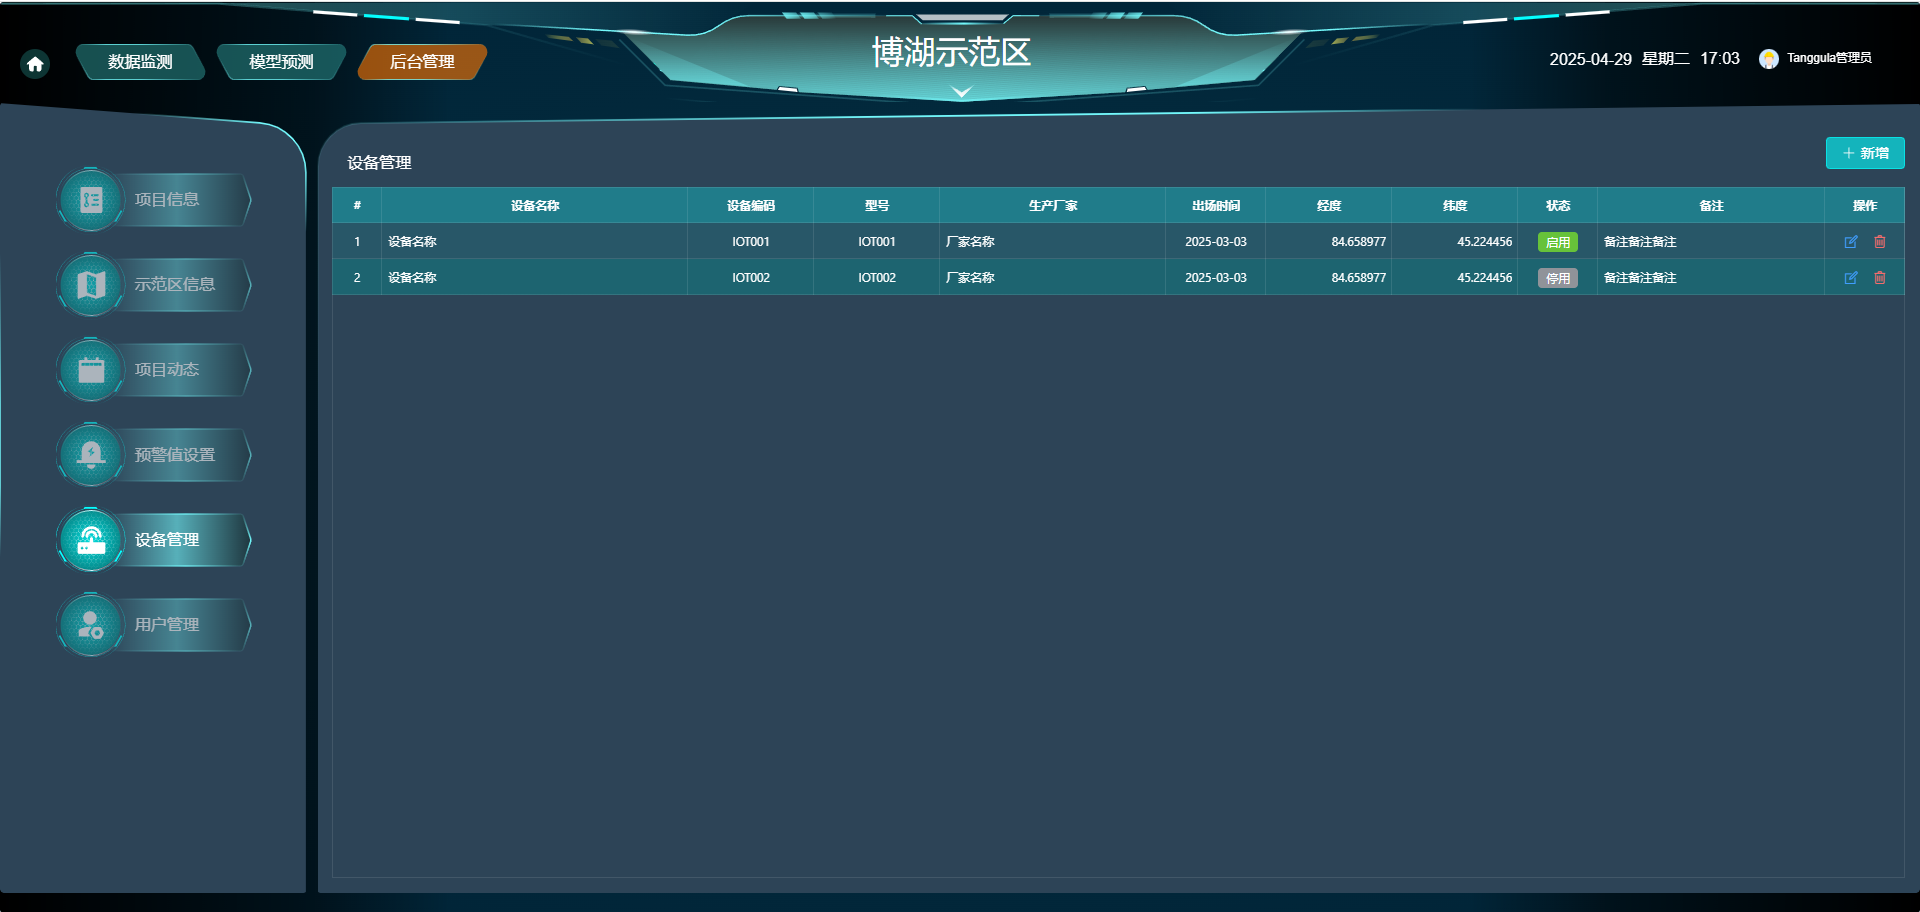 数据监测 模型预测 后台管理 博湖示范区 2025-04-29 星期二 17:03 Tanggula管理员
项目信息
示范区信息
项目动态
预警值设置
设备管理
用户管理
设备管理 新增
# 设备名称 设备编码 型号 生产厂家 出场时间 经度 纬度 状态 备注 操作
1 设备名称 IOT001 IOT001 厂家名称 2025-03-03 84.658977 45.224456 启用 备注备注备注
2 设备名称 IOT002 IOT002 厂家名称 2025-03-03 84.658977 45.224456 停用 备注备注备注